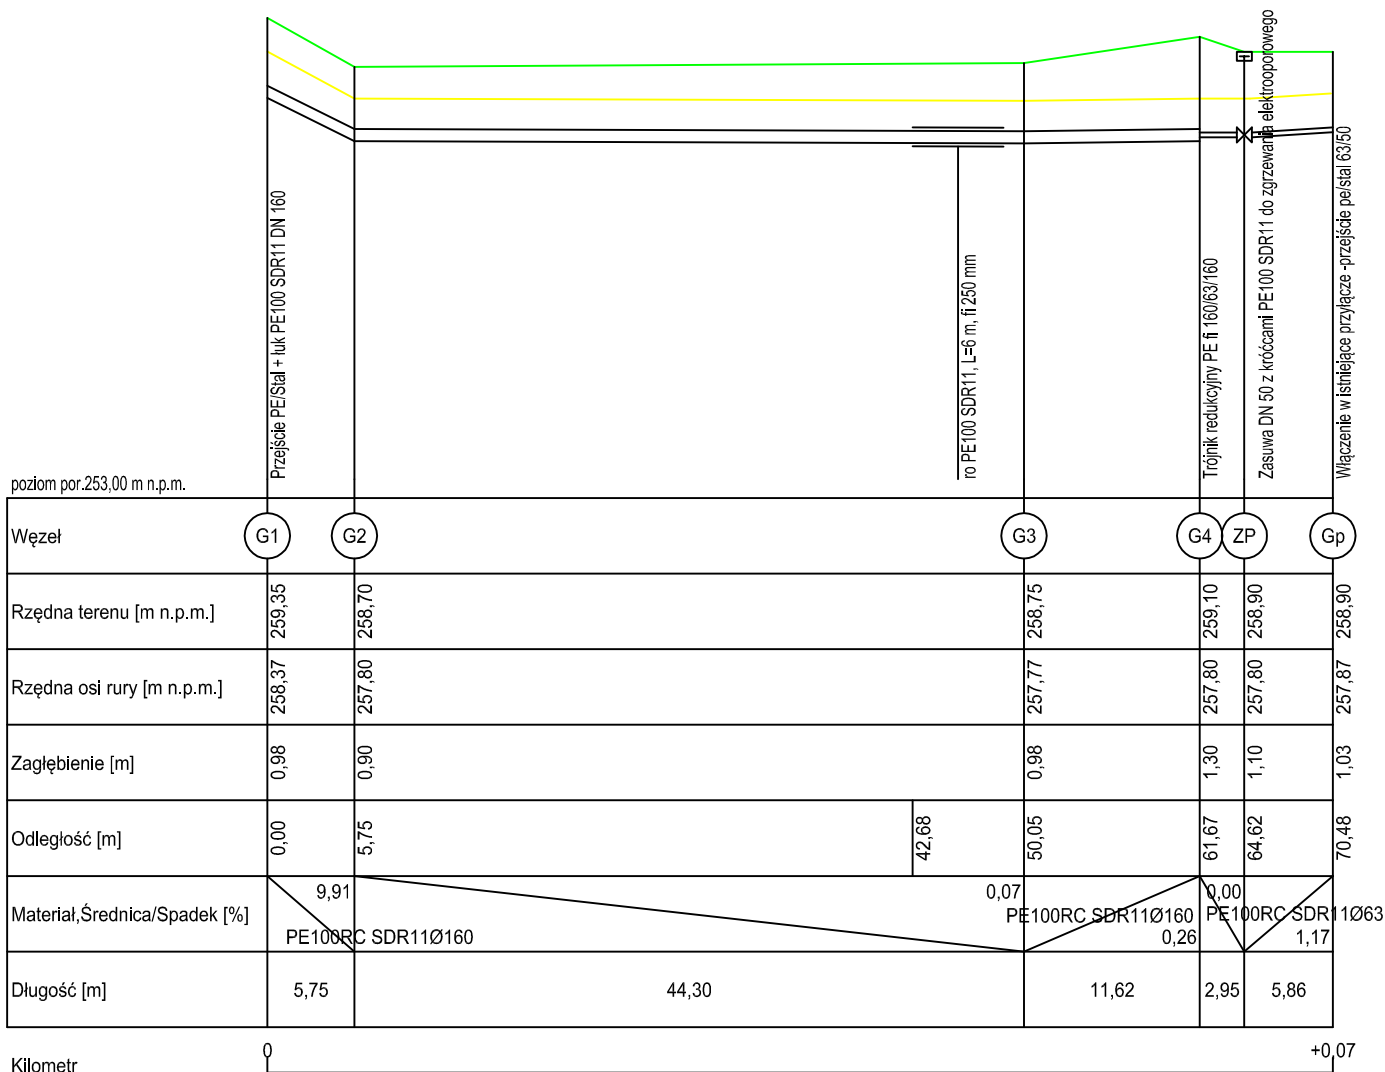 Przejście PE/Stal + łuk PE100 SDR11 DN 160
ro PE100 SDR11, L=6 m, fi 250 mm
Trójnik redukcyjny PE fi 160/63/160
Zasuwa DN 50 z króćcami PE100 SDR11 do zgrzewania elektrooporowego
Włączenie w istniejące przyłącze -przejście pe/stal 63/50
poziom por.253,00 m n.p.m.
Węzeł G1 G2 G3 G4 ZP Gp
Rzędna terenu [m n.p.m.] 259,35 258,70 258,75 259,10 258,90 258,90
Rzędna osi rury [m n.p.m.] 258,37 257,80 257,77 257,80 257,80 257,87
Zagłębienie [m] 0,98 0,90 0,98 1,30 1,10 1,03
Odległość [m] 0,00 5,75 42,68 50,05 61,67 64,62 70,48
9,91 0,07 0,00
Materiał,Średnica/Spadek [%] PE100RC SDR11Ø160 PE100RC SDR11Ø63
PE100RC SDR11Ø160 0,26 1,17
Długość [m] 5,75 44,30 11,62 2,95 5,86
Kilometr 0 +0,07